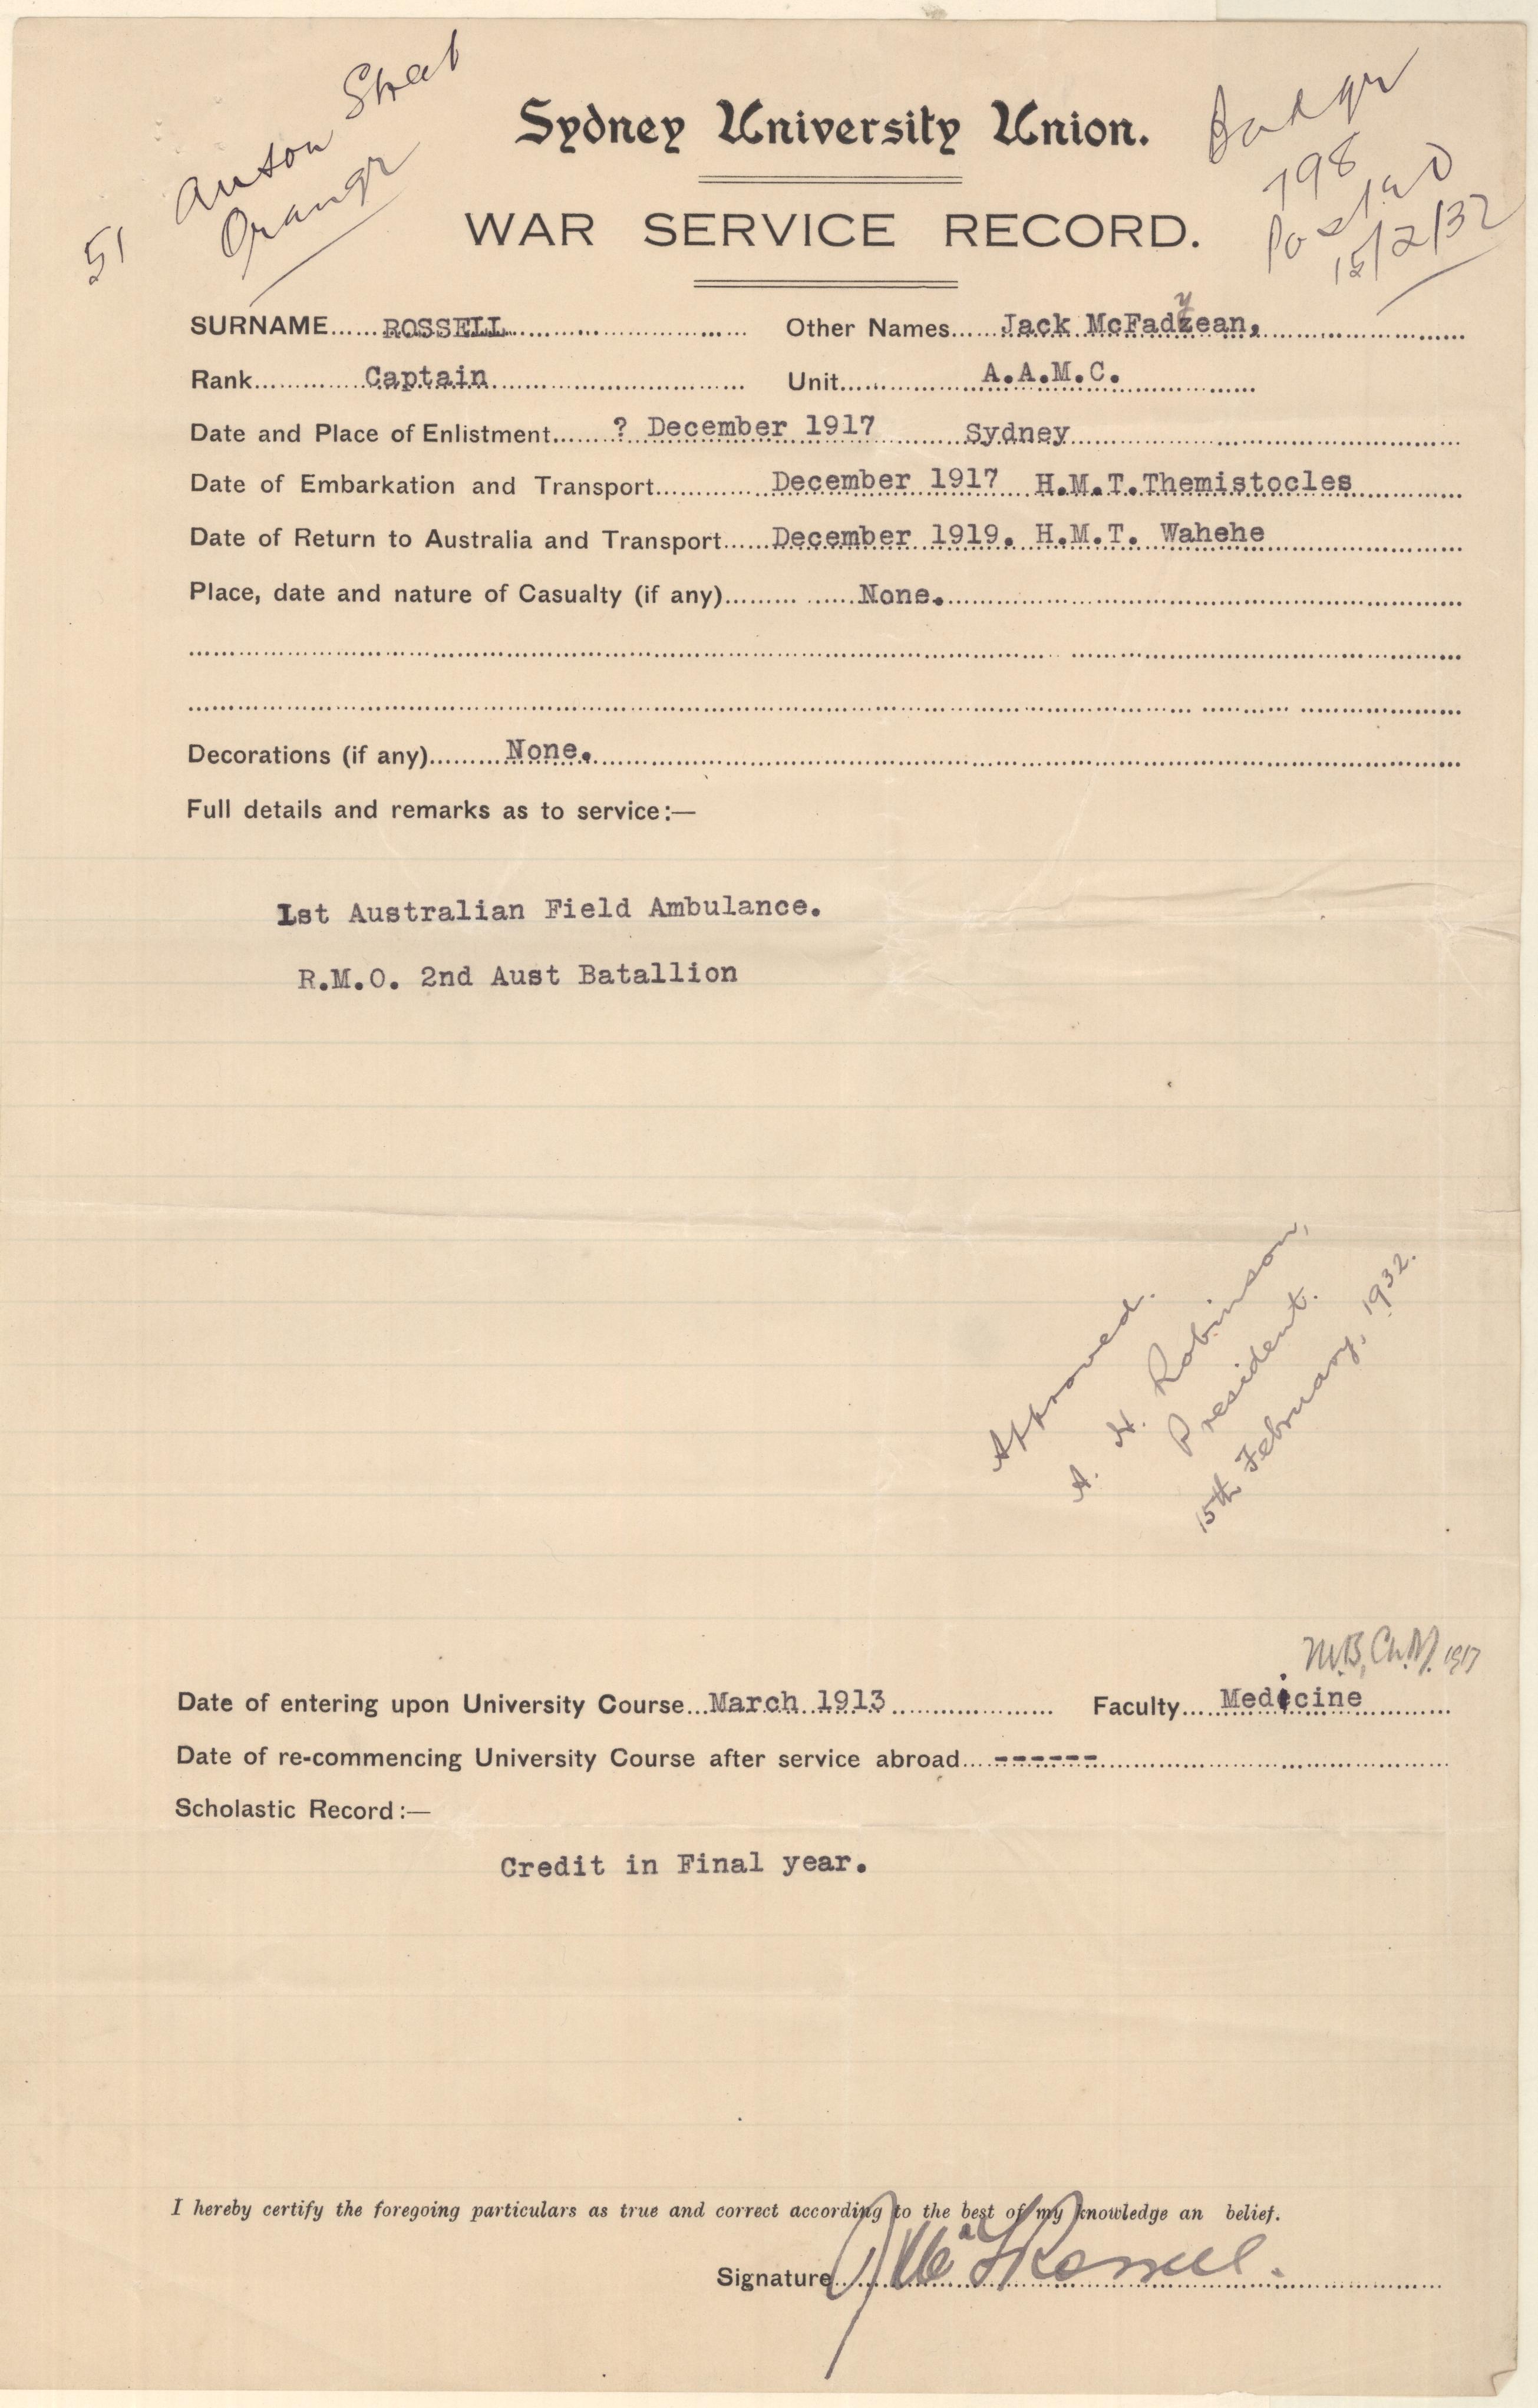 51 Anson Street
Orange
Badge
798
Posted
15/2/32
Sydney University Union.
WAR SERVICE RECORD.
SURNAME......ROSSELL.............. Other Names......Jack McFadzean,..............
y
Rank............Captain.............. Unit..............A.A.M.C...............
Date and Place of Enlistment.......? December 1917..........Sydney..............
Date of Embarkation and Transport.............December 1917 H.M.T.Themistocles..............
Date of Return to Australia and Transport......December 1919. H.M.T. Wahehe..............
Place, date and nature of Casualty (if any)......... ......None...............
Decorations (if any).........None...............
Full details and remarks as to service:—
1st Australian Field Ambulance.
R.M.O. 2nd Aust Batallion
Approved.
A. H. Robinson,
President.
15th February, 1932.
M.B, Ch.M. 1917
Date of entering upon University Course...March 1913.............. Faculty......Medicine..............
Date of re-commencing University Course after service abroad....------..............
Scholastic Record:—
Credit in Final year.
I hereby certify the foregoing particulars as true and correct according to the best of my knowledge an belief.
Signature....J McF Rossell...............